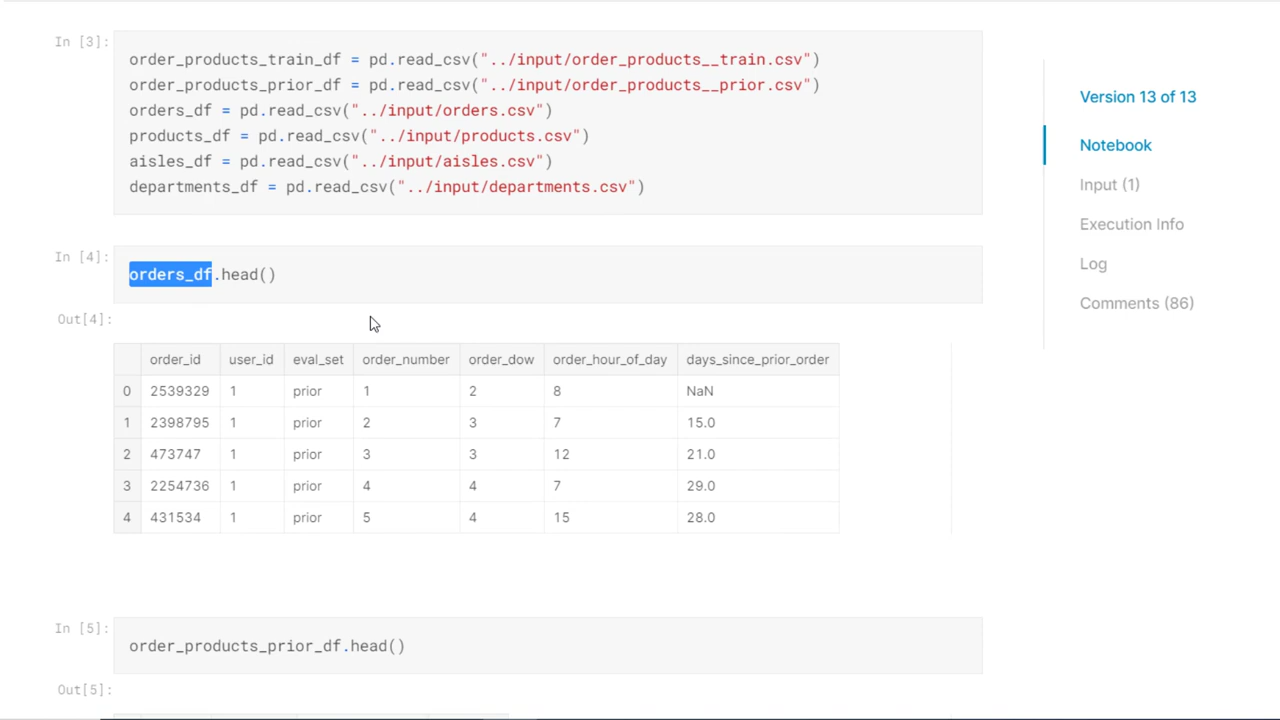 In [3]:
order_products_train_df = pd.read_csv("../input/order_products__train.csv")
order_products_prior_df = pd.read_csv("../input/order_products__prior.csv")
orders_df = pd.read_csv("../input/orders.csv")
products_df = pd.read_csv("../input/products.csv")
aisles_df = pd.read_csv("../input/aisles.csv")
departments_df = pd.read_csv("../input/departments.csv")
In [4]:
orders_df.head()
Out[4]:
order_id user_id eval_set order_number order_dow order_hour_of_day days_since_prior_order
0 2539329 1 prior 1 2 8 NaN
1 2398795 1 prior 2 3 7 15.0
2 473747 1 prior 3 3 12 21.0
3 2254736 1 prior 4 4 7 29.0
4 431534 1 prior 5 4 15 28.0
In [5]:
order_products_prior_df.head()
Out[5]:
Version 13 of 13
Notebook
Input (1)
Execution Info
Log
Comments (86)